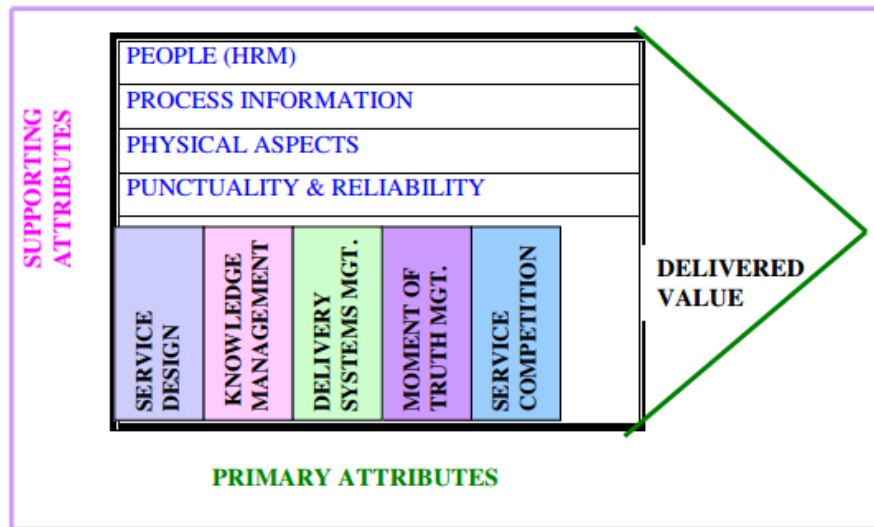 PEOPLE (HRM)
PROCESS INFORMATION
PHYSICAL ASPECTS
PUNCTUALITY & RELIABILITY
SUPPORTING
ATTRIBUTES
SERVICE
DESIGN
KNOWLEDGE
MANAGEMENT
DELIVERY
SYSTEMS MGT.
MOMENT OF
TRUTH MGT.
SERVICE
COMPETITION
DELIVERED
VALUE
PRIMARY ATTRIBUTES